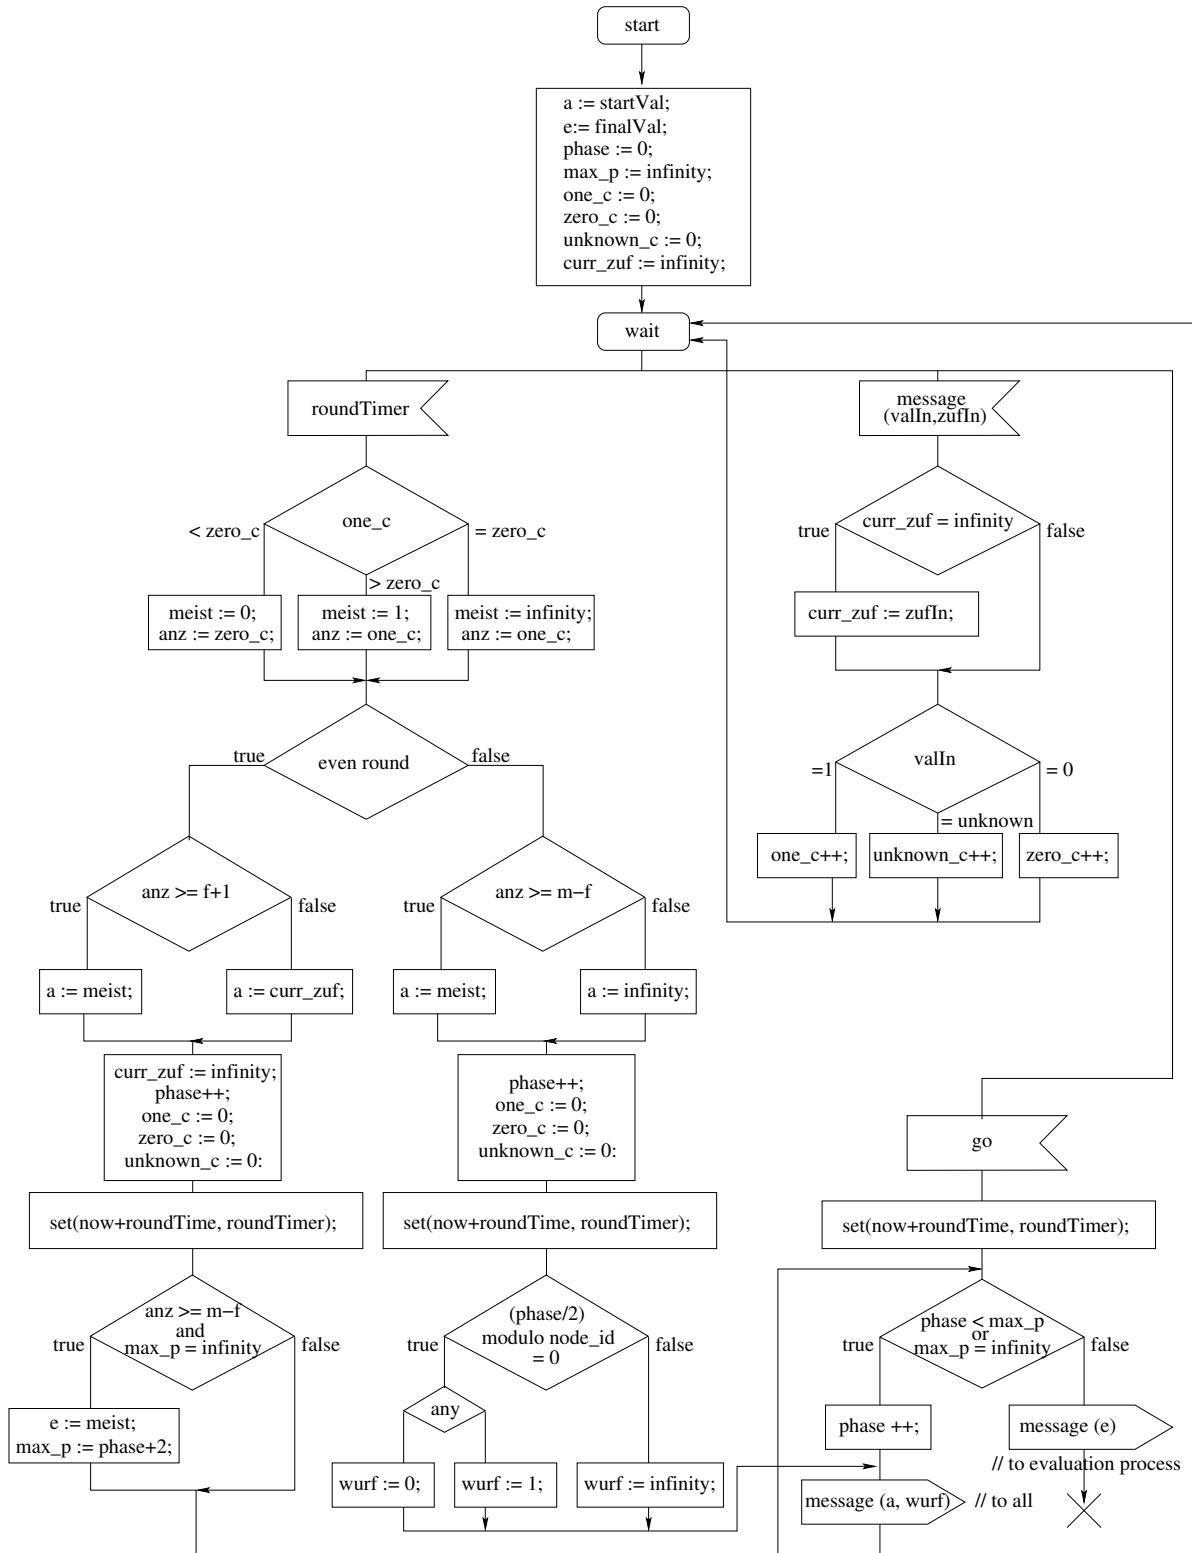 start
a := startVal;
e:= finalVal;
phase := 0;
max_p := infinity;
one_c := 0;
zero_c := 0;
unknown_c := 0;
curr_zuf := infinity;
wait
roundTimer
one_c
< zero_c
= zero_c
> zero_c
meist := 0;
anz := zero_c;
meist := 1;
anz := one_c;
meist := infinity;
anz := one_c;
even round
true
false
anz >= f+1
true
false
a := meist;
a := curr_zuf;
curr_zuf := infinity;
phase++;
one_c := 0;
zero_c := 0;
unknown_c := 0:
set(now+roundTime, roundTimer);
anz >= m−f
and
max_p = infinity
true
false
e := meist;
max_p := phase+2;
anz >= m−f
true
false
a := meist;
a := infinity;
phase++;
one_c := 0;
zero_c := 0;
unknown_c := 0:
set(now+roundTime, roundTimer);
(phase/2)
modulo node_id
= 0
true
false
any
wurf := 0;
wurf := 1;
wurf := infinity;
message
(valIn,zufIn)
curr_zuf = infinity
true
false
curr_zuf := zufIn;
valIn
=1
= 0
= unknown
one_c++;
unknown_c++;
zero_c++;
go
set(now+roundTime, roundTimer);
phase < max_p
or
max_p = infinity
true
false
phase ++;
message (e)
// to evaluation process
message (a, wurf)
// to all